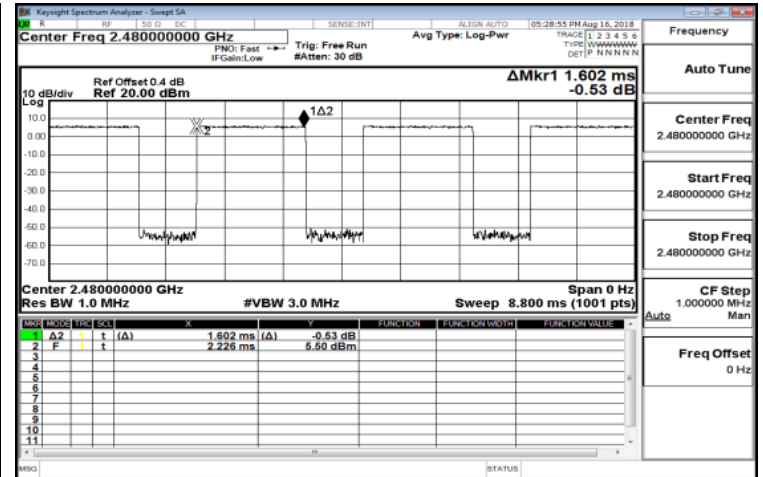 Keysight Spectrum Analyzer - Swept SA
R RF 50 Ω DC SENSE:INT ALIGN AUTO 05:28:55 PM Aug 16, 2018
Center Freq 2.480000000 GHz
PNO: Fast
IFGain:Low
Trig: Free Run
#Atten: 30 dB
Avg Type: Log-Pwr
TRACE 1 2 3 4 5 6
TYPE WWWWWW
DET P N N N N N
Ref Offset 0.4 dB
10 dB/div Ref 20.00 dBm
Log
ΔMkr1 1.602 ms
-0.53 dB
10.0
0.00
-10.0
-20.0
-30.0
-40.0
-50.0
-60.0
-70.0
1Δ2
2
Center 2.480000000 GHz Span 0 Hz
Res BW 1.0 MHz #VBW 3.0 MHz Sweep 8.800 ms (1001 pts)
MKR MODE TRC SCL X Y FUNCTION FUNCTION WIDTH FUNCTION VALUE
1 Δ2 1 t (Δ) 1.602 ms (Δ) -0.53 dB
2 F 1 t 2.226 ms 5.50 dBm
3
4
5
6
7
8
9
10
11
MSG STATUS
Frequency
Auto Tune
Center Freq
2.480000000 GHz
Start Freq
2.480000000 GHz
Stop Freq
2.480000000 GHz
CF Step
1.000000 MHz
Auto Man
Freq Offset
0 Hz